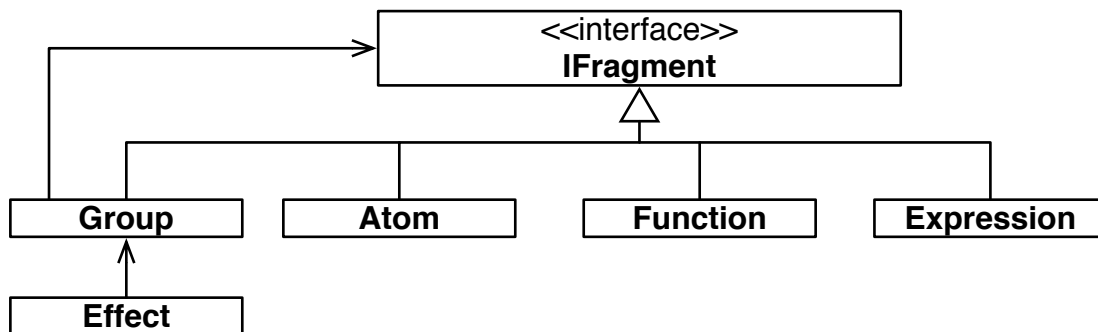 <<interface>>
IFragment
Group
Atom
Function
Expression
Effect